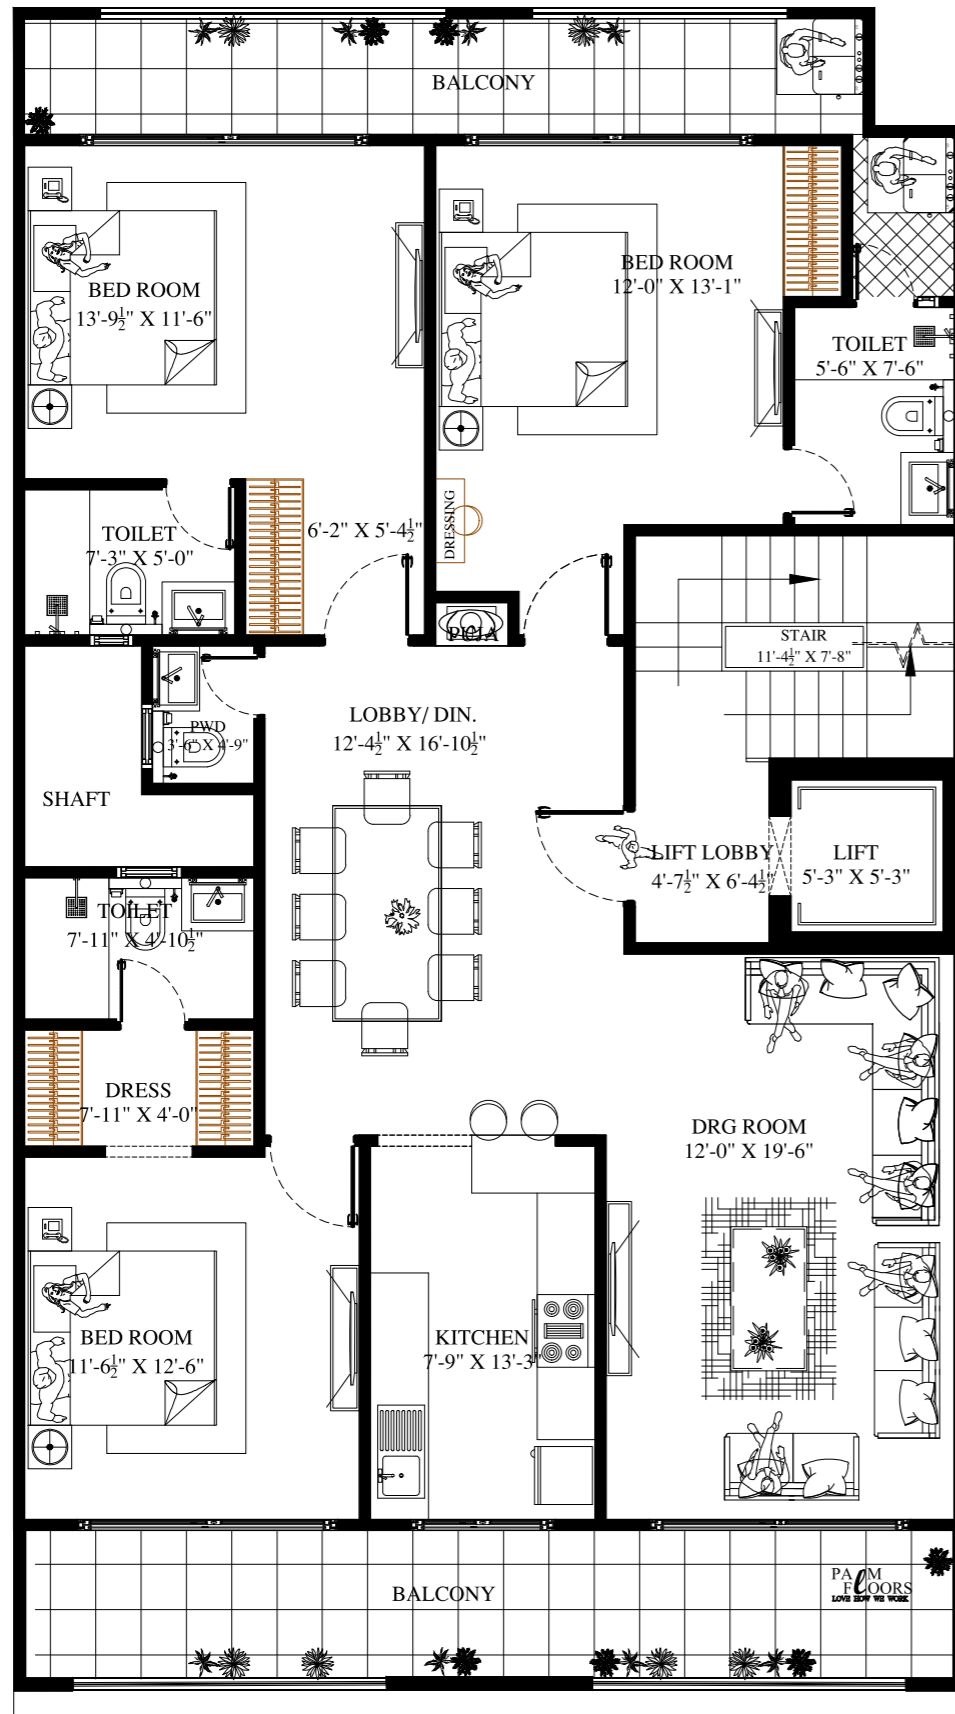 BALCONY
BED ROOM
13'-9½" X 11'-6"
BED ROOM
12'-0" X 13'-1"
TOILET
5'-6" X 7'-6"
DRESSING
TOILET
7'-3" X 5'-0"
6'-2" X 5'-4½"
PUJA
STAIR
11'-4½" X 7'-8"
LOBBY/ DIN.
12'-4½" X 16'-10½"
PWD
3'-6" X 4'-9"
SHAFT
LIFT LOBBY
4'-7½" X 6'-4½"
LIFT
5'-3" X 5'-3"
TOILET
7'-11" X 4'-10½"
DRESS
7'-11" X 4'-0"
DRG ROOM
12'-0" X 19'-6"
BED ROOM
11'-6½" X 12'-6"
KITCHEN
7'-9" X 13'-3"
BALCONY
PALM
FLOORS
LOVE HOW WE WORK